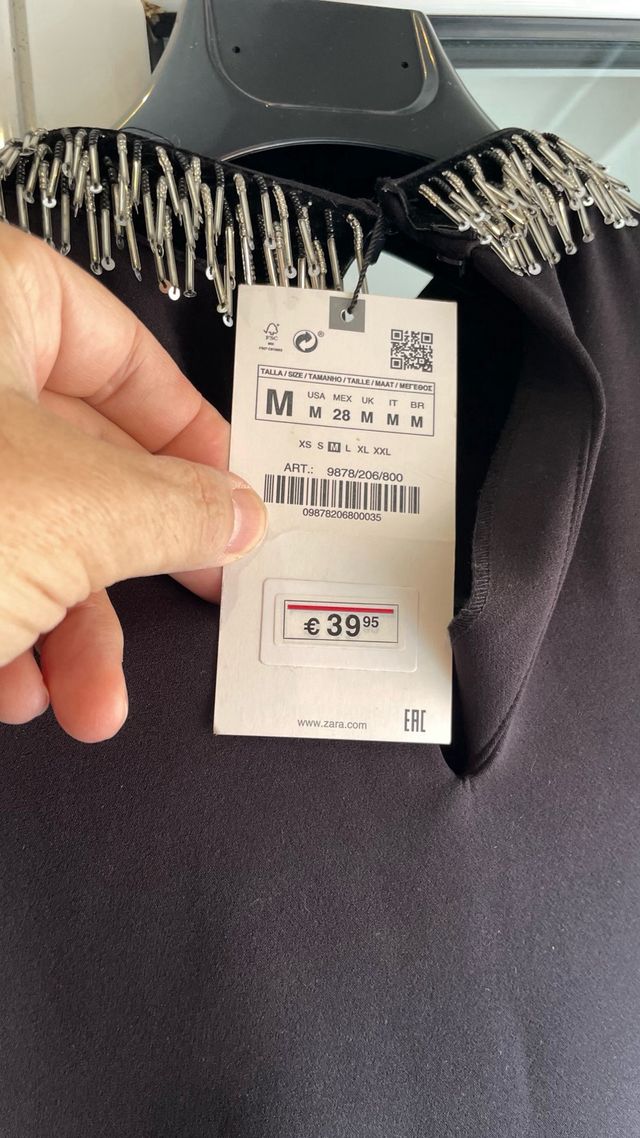 FSC
®
TALLA / SIZE / TAMANHO / TAILLE / MAAT / ΜΕΓΕΘΟΣ
M
USA MEX UK IT BR
M 28 M M M
XS S M L XL XXL
ART.: 9878/206/800
09878206800035
€ 39 95
www.zara.com
EAC